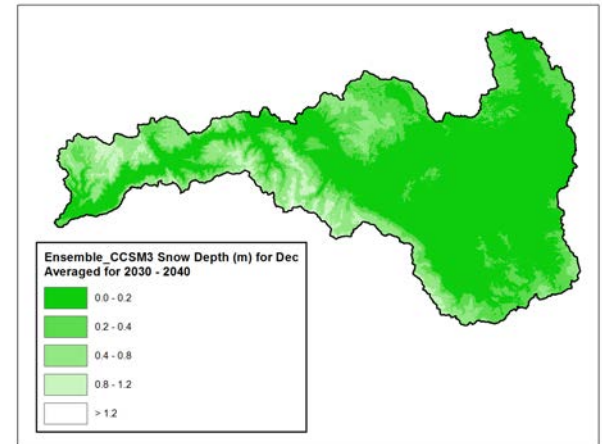 Ensemble_CCSM3 Snow Depth (m) for Dec
Averaged for 2030 - 2040
0.0 - 0.2
0.2 - 0.4
0.4 - 0.8
0.8 - 1.2
> 1.2